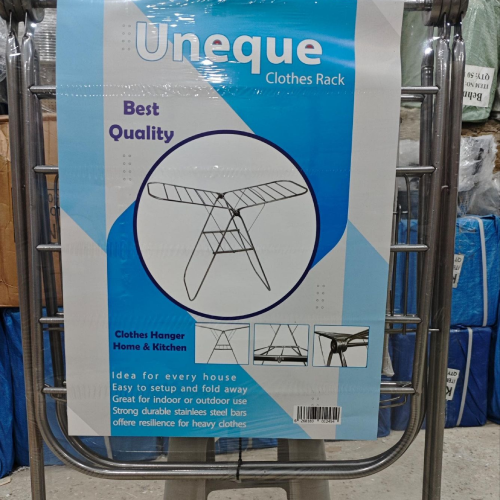 Uneque
Clothes Rack
Best
Quality
Clothes Hanger
Home & Kitchen
Idea for every house
Easy to setup and fold away
Great for indoor or outdoor use
Strong durable stainlees steel bars
offere resilience for heavy clothes